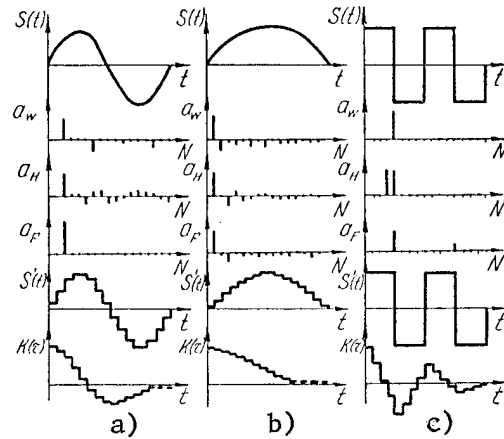 S(t) t S(t) t t
a_W N a_W N a_W N
a_H N a_H N a_H N
a_F N a_F N a_F N
S'(t) t S'(t) t S'(t) t
K(τ) t K(τ) t K(τ) t
a) b) c)